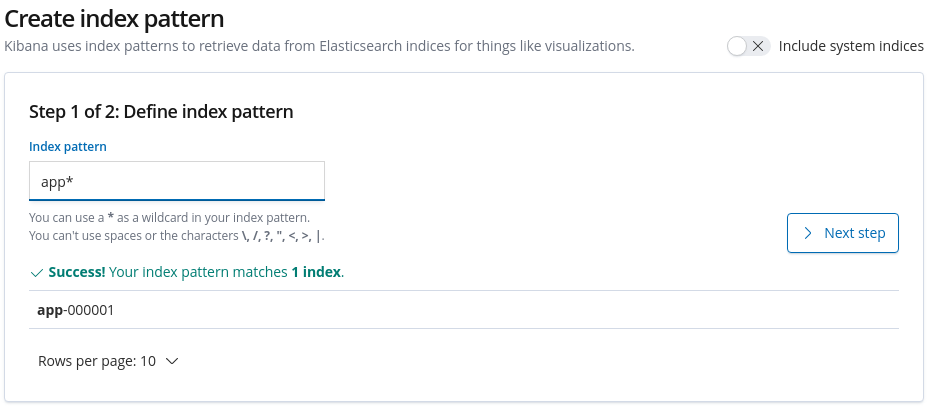 Create index pattern
Kibana uses index patterns to retrieve data from Elasticsearch indices for things like visualizations.
Include system indices
Step 1 of 2: Define index pattern
Index pattern
app*
You can use a * as a wildcard in your index pattern.
You can't use spaces or the characters \, /, ?, ", <, >, |.
Next step
Success! Your index pattern matches 1 index.
app-000001
Rows per page: 10